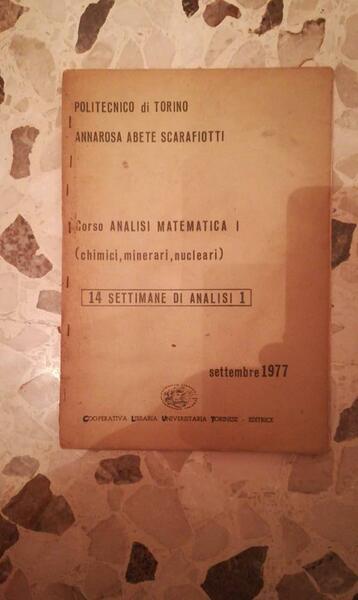 POLITECNICO di TORINO
ANNAROSA ABETE SCARAFIOTTI
Corso ANALISI MATEMATICA I
(chimici,minerari,nucleari)
14 SETTIMANE DI ANALISI 1
settembre 1977
COOPERATIVA LIBRARIA UNIVERSITARIA TORINESE - EDITRICE